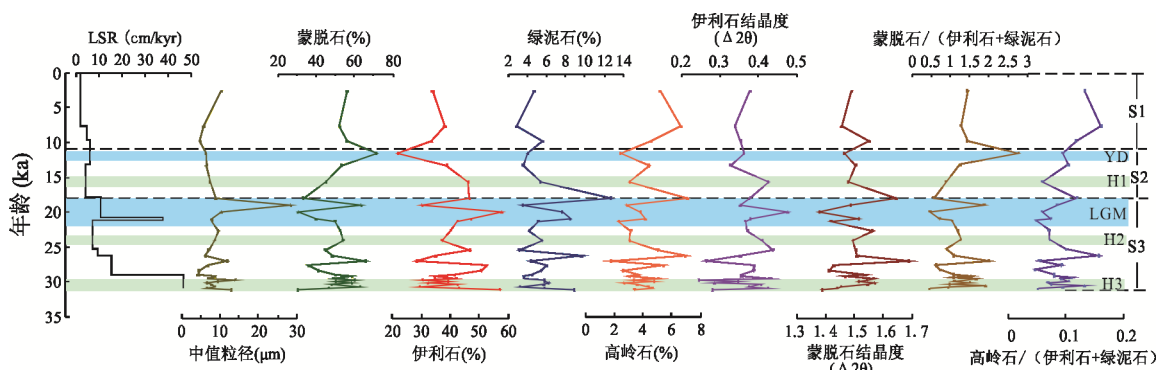 LSR (cm/kyr)
0 10 20 30 40 50
蒙脱石(%)
20 40 60 80
绿泥石(%)
2 4 6 8 10 12 14
伊利石结晶度
(Δ2θ)
0.2 0.3 0.4 0.5
蒙脱石/（伊利石+绿泥石）
0 0.5 1 1.5 2 2.5 3
年龄 (ka)
0
5
10
15
20
25
30
35
S1
YD
S2
H1
LGM
H2
S3
H3
0 10 20 30
中值粒径(μm)
20 30 40 50 60
伊利石(%)
0 2 4 6 8
高岭石(%)
1.3 1.4 1.5 1.6 1.7
蒙脱石结晶度
(Δ2θ)
0 0.1 0.2
高岭石/（伊利石+绿泥石）